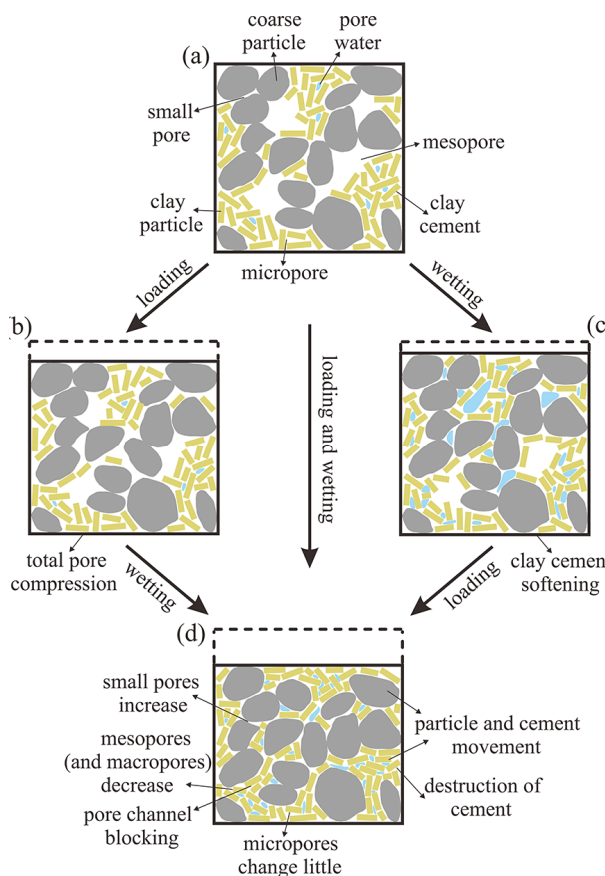 coarse
particle
pore
water
(a)
small
pore
mesopore
clay
particle
clay
cement
micropore
loading
wetting
b)
(c
loading and wetting
total pore
compression
clay cemen
softening
wetting
loading
(d)
small pores
increase
mesopores
(and macropores)
decrease
pore channel
blocking
micropores
change little
particle and cement
movement
destruction of
cement